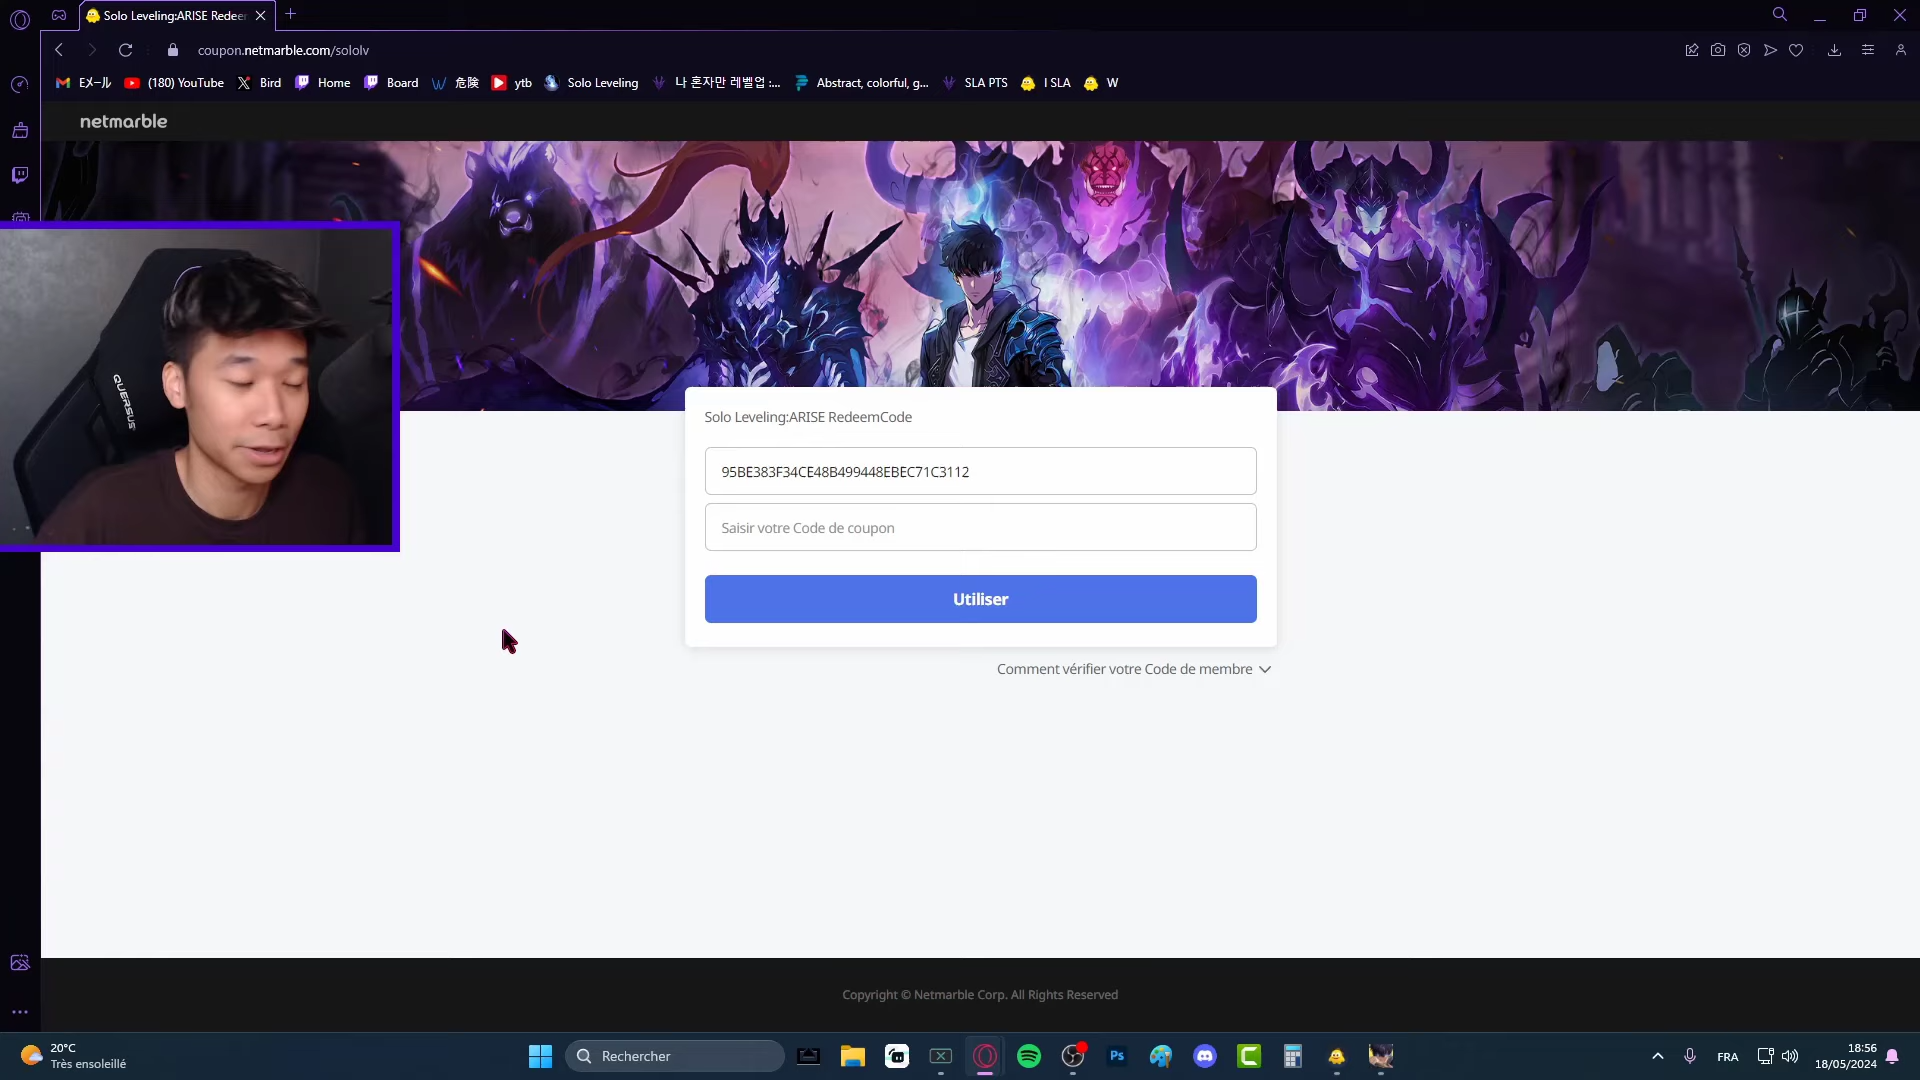 Solo Leveling:ARISE Redeer
coupon.netmarble.com/sololv
Eメール
(180) YouTube
Bird
Home
Board
危険
ytb
Solo Leveling
나 혼자만 레벨업 :...
Abstract, colorful, g...
SLA PTS
I SLA
W
netmarble
QUERSUS
Solo Leveling:ARISE RedeemCode
95BE383F34CE48B499448EBEC71C3112
Saisir votre Code de coupon
Utiliser
Comment vérifier votre Code de membre
Copyright © Netmarble Corp. All Rights Reserved
20°C
Très ensoleillé
Rechercher
Ps
FRA
18:56
18/05/2024